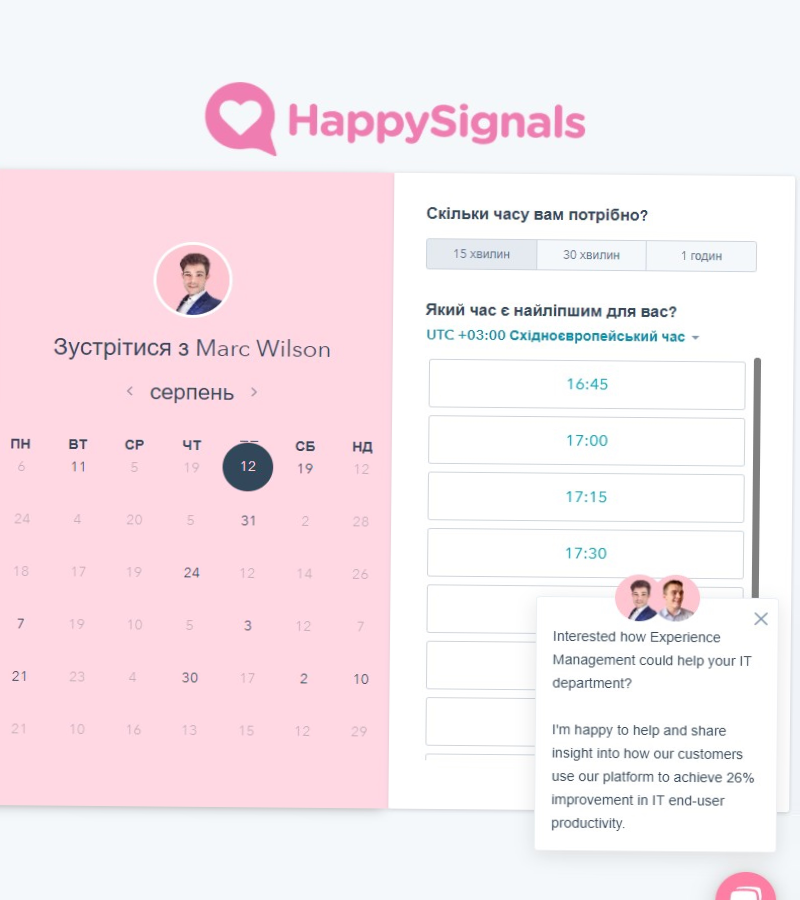 HappySignals
Зустрітися з Marc Wilson
серпень
ПН ВТ СР ЧТ СБ НД
6 11 5 19 12 19 12
24 4 20 5 31 2 28
18 17 19 24 12 14 26
7 19 10 5 3 12 7
21 23 4 30 17 2 10
21 10 16 13 15 12 29
Скільки часу вам потрібно?
15 хвилин 30 хвилин 1 годин
Який час є найліпшим для вас?
UTC +03:00 Східноєвропейський час
16:45
17:00
17:15
17:30
Interested how Experience
Management could help your IT
department?
I'm happy to help and share
insight into how our customers
use our platform to achieve 26%
improvement in IT end-user
productivity.